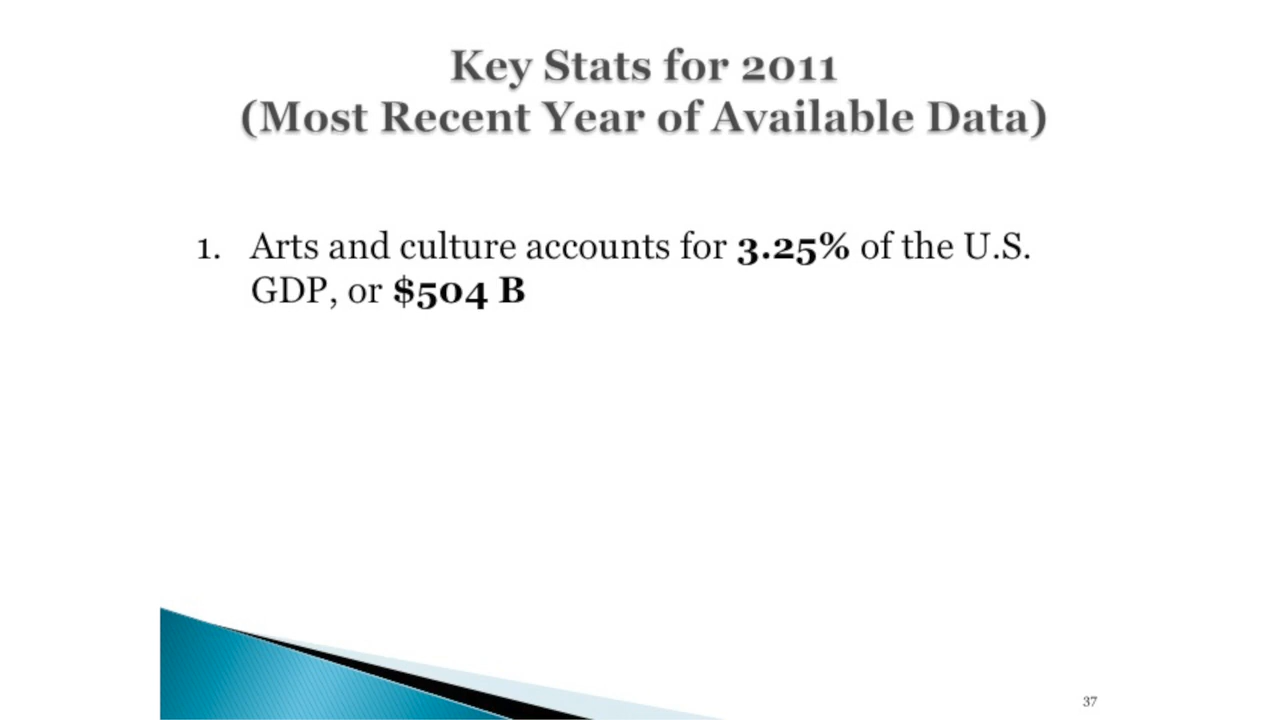 Key Stats for 2011
(Most Recent Year of Available Data)
1. Arts and culture accounts for 3.25% of the U.S.
GDP, or $504 B
37